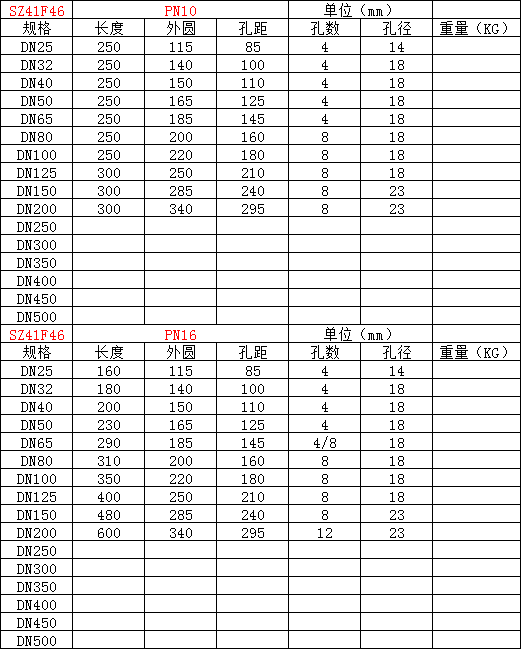 SZ41F46 PN10 单位（mm）
规格 长度 外圆 孔距 孔数 孔径 重量（KG）
DN25 250 115 85 4 14
DN32 250 140 100 4 18
DN40 250 150 110 4 18
DN50 250 165 125 4 18
DN65 250 185 145 4 18
DN80 250 200 160 8 18
DN100 250 220 180 8 18
DN125 300 250 210 8 18
DN150 300 285 240 8 23
DN200 300 340 295 8 23
DN250
DN300
DN350
DN400
DN450
DN500
SZ41F46 PN16 单位（mm）
规格 长度 外圆 孔距 孔数 孔径 重量（KG）
DN25 160 115 85 4 14
DN32 180 140 100 4 18
DN40 200 150 110 4 18
DN50 230 165 125 4 18
DN65 290 185 145 4/8 18
DN80 310 200 160 8 18
DN100 350 220 180 8 18
DN125 400 250 210 8 18
DN150 480 285 240 8 23
DN200 600 340 295 12 23
DN250
DN300
DN350
DN400
DN450
DN500